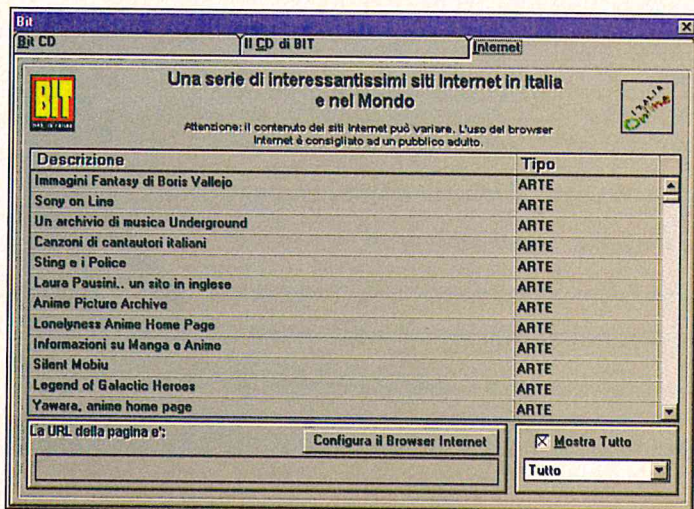 Bit
Bit CD
Il CD di BIT
Internet
BIT
Una serie di interessantissimi siti Internet in Italia
e nel Mondo
ITALIA
Online
Attenzione: il contenuto dei siti Internet può variare. L'uso del browser
Internet è consigliato ad un pubblico adulto.
Descrizione Tipo
Immagini Fantasy di Boris Vallejo ARTE
Sony on Line ARTE
Un archivio di musica Underground ARTE
Canzoni di cantautori italiani ARTE
Sting e i Police ARTE
Laura Pausini.. un sito in inglese ARTE
Anime Picture Archive ARTE
Lonelyness Anime Home Page ARTE
Informazioni su Manga e Anime ARTE
Silent Mobiu ARTE
Legend of Galactic Heroes ARTE
Yawara, anime home page ARTE
La URL della pagina e':
Configura il Browser Internet
Mostra Tutto
Tutto